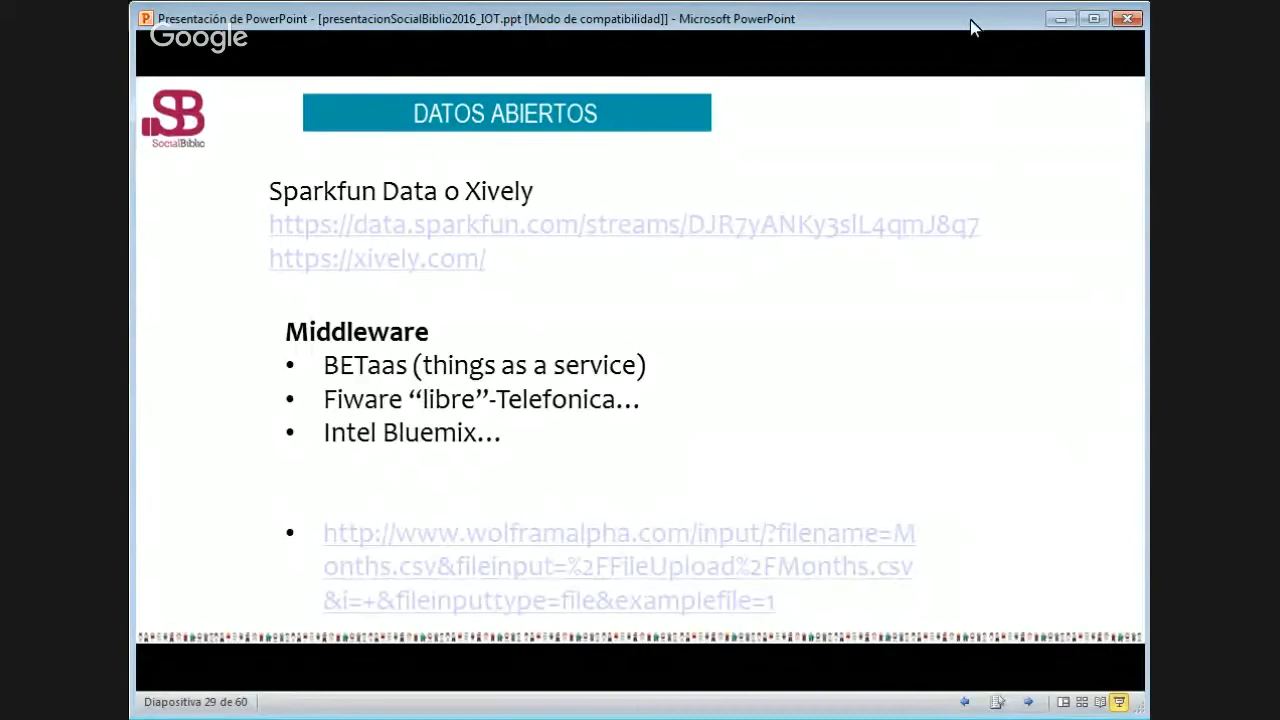 Presentación de PowerPoint - [presentacionSocialBiblio2016_IOT.ppt [Modo de compatibilidad]] - Microsoft PowerPoint
Google
SB
SocialBiblio
DATOS ABIERTOS
Sparkfun Data o Xively
https://data.sparkfun.com/streams/DJR7yANKy3slL4qmJ8q7
https://xively.com/
Middleware
• BETaas (things as a service)
• Fiware “libre”-Telefonica…
• Intel Bluemix…
• http://www.wolframalpha.com/input/?filename=M
onths.csv&fileinput=%2FFileUpload%2FMonths.csv
&i=+&fileinputtype=file&examplefile=1
Diapositiva 29 de 60